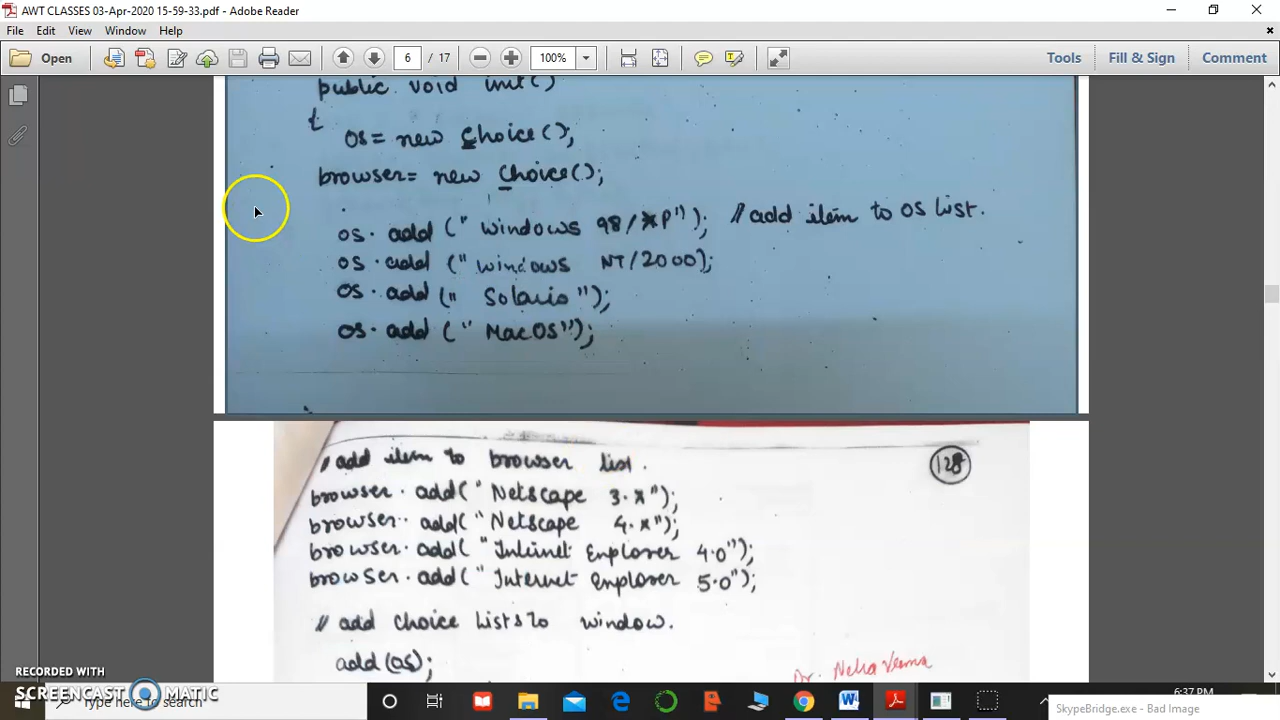 AWT CLASSES 03-Apr-2020 15-59-33.pdf - Adobe Reader
File Edit View Window Help
Open 6 / 17 100% Tools Fill & Sign Comment
public void init()
{
os= new Choice();
browser= new Choice();
os.add ("windows 98/XP"); //add item to OS list.
os.add ("windows NT/2000);
os.add (" Solaris");
os.add ("MacOS");
//add item to browser list.
128
browser.add("Netscape 3.x");
browser.add("Netscape 4.x");
browser.add("Internet Explorer 4.0");
browser.add("Internet Explorer 5.0");
// add choice lists to window.
add(os);
Dr. Neha Verma
RECORDED WITH
SCREENCAST MATIC
Type here to search
6:37 PM
SkypeBridge.exe - Bad Image